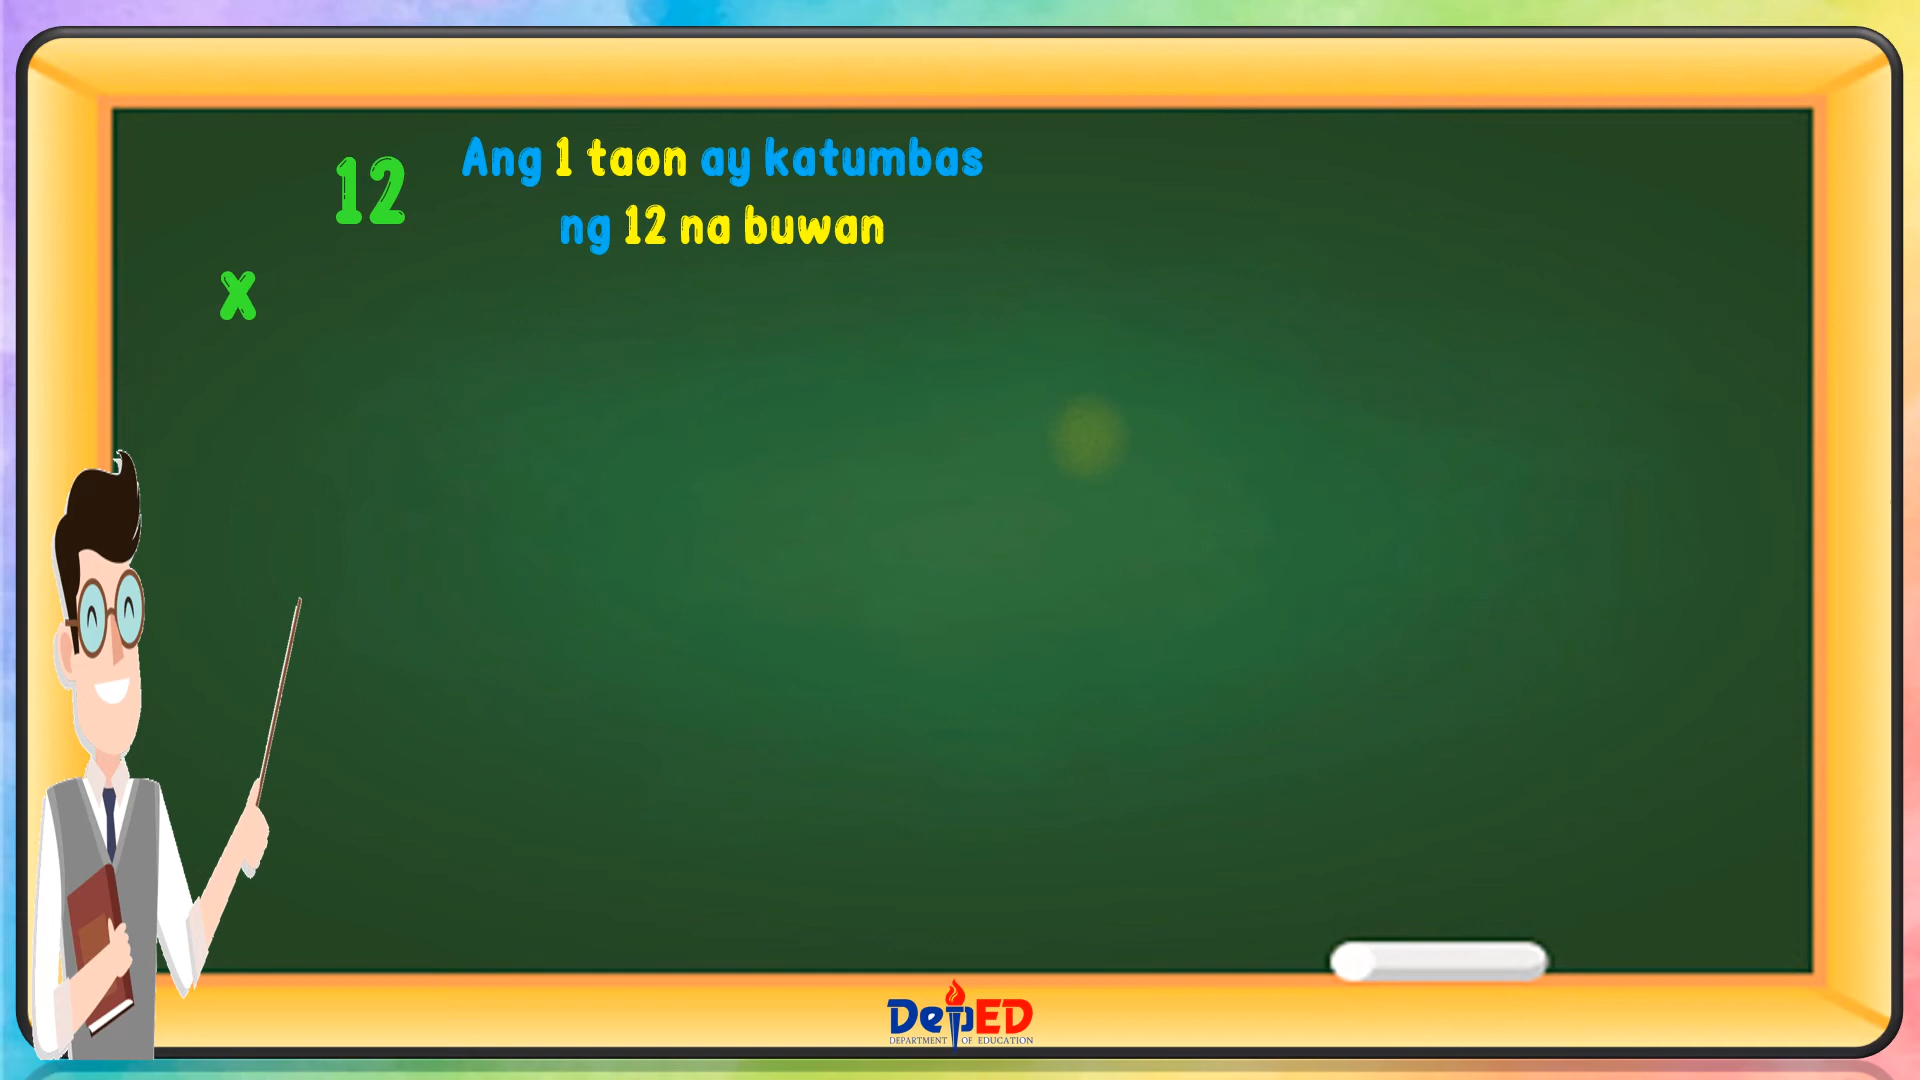 12
Ang 1 taon ay katumbas
ng 12 na buwan
x
DepED
DEPARTMENT OF EDUCATION